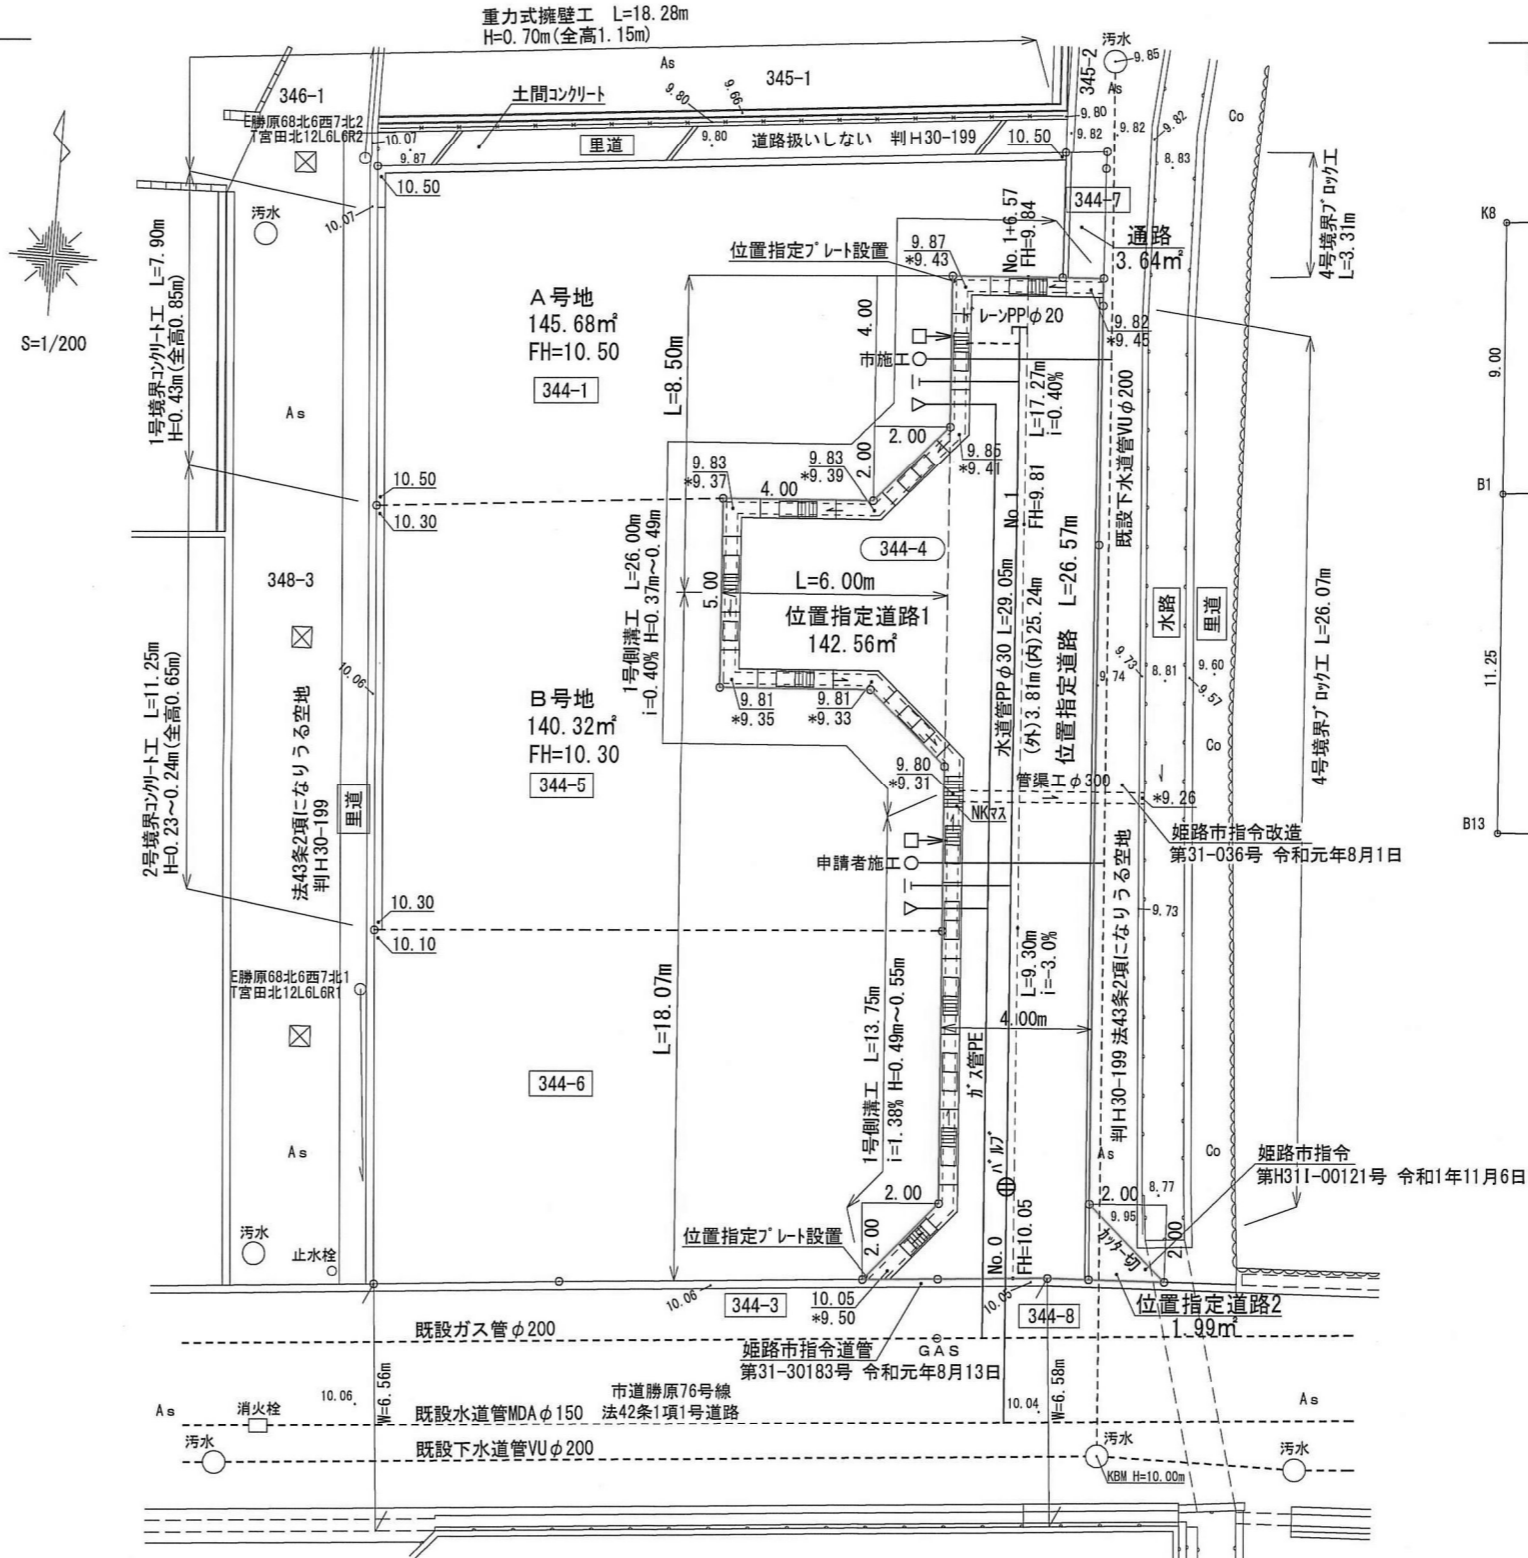 重力式擁壁工 L=18.28m
H=0.70m(全高1.15m)
346-1
As
345-1
345-2
汚水
9.85
As
土間コンクリート
9.80
9.66
9.80
E勝原68北6西7北2
T宮田北12L6L6R2
10.07
9.87
里道
9.80
道路扱いしない 判H30-199
10.50
9.82
9.82
9.82
Co
8.83
10.50
10.07
汚水
344-7
通路
3.64㎡
4号境界ブロック工
L=3.31m
K8
9.00
B1
11.25
B13
S=1/200
1号境界コンクリート工 L=7.90m
H=0.43m(全高0.85m)
A号地
145.68㎡
FH=10.50
344-1
As
位置指定プレート設置
9.87
*9.43
No.1+6.57
FH=9.84
ドレーンPPφ20
9.82
*9.45
市施工
4.00
L=8.50m
2.00
2.00
9.85
*9.41
L=17.27m
i=0.40%
既設下水道管VUφ200
10.50
10.30
9.83
*9.37
4.00
9.83
*9.39
344-4
No.1
FH=9.81
348-3
1号側溝工 L=26.00m
i=0.40% H=0.37m~0.49m
5.00
L=6.00m
位置指定道路1
142.56㎡
水道管PPφ30 L=29.05m
(外)3.81m(内)25.24m
位置指定道路 L=26.57m
水路
里道
10.06
9.73
9.74
8.81
9.60
9.57
Co
4号境界ブロック工 L=26.07m
2号境界コンクリート工 L=11.25m
H=0.23~0.24m(全高0.65m)
法43条2項になりうる空地
判H30-199
里道
B号地
140.32㎡
FH=10.30
344-5
9.81
*9.35
9.81
*9.33
9.80
*9.31
管渠工φ300
*9.26
NKマス
姫路市指令改造
第31-036号 令和元年8月1日
申請者施工
9.73
10.30
10.10
E勝原68北6西7北1
T宮田北12L6L6R1
L=18.07m
L=9.30m
i=-3.0%
4.00m
判H30-199 法43条2項になりうる空地
344-6
1号側溝工 L=13.75m
i=1.38% H=0.49m~0.55m
ガス管PE
バルブ
As
As
Co
姫路市指令
第H31I-00121号 令和1年11月6日
8.77
2.00
9.95
2.00
カッター切
汚水
止水栓
位置指定プレート設置
2.00
2.00
No.0
FH=10.05
10.06
344-3
10.05
*9.50
10.05
344-8
位置指定道路2
1.99㎡
既設ガス管φ200
姫路市指令道管
第31-30183号 令和元年8月13日
GAS
As
消火栓
10.06
W=6.56m
市道勝原76号線
法42条1項1号道路
既設水道管MDAφ150
10.04
W=6.58m
As
汚水
既設下水道管VUφ200
汚水
KBM H=10.00m
汚水